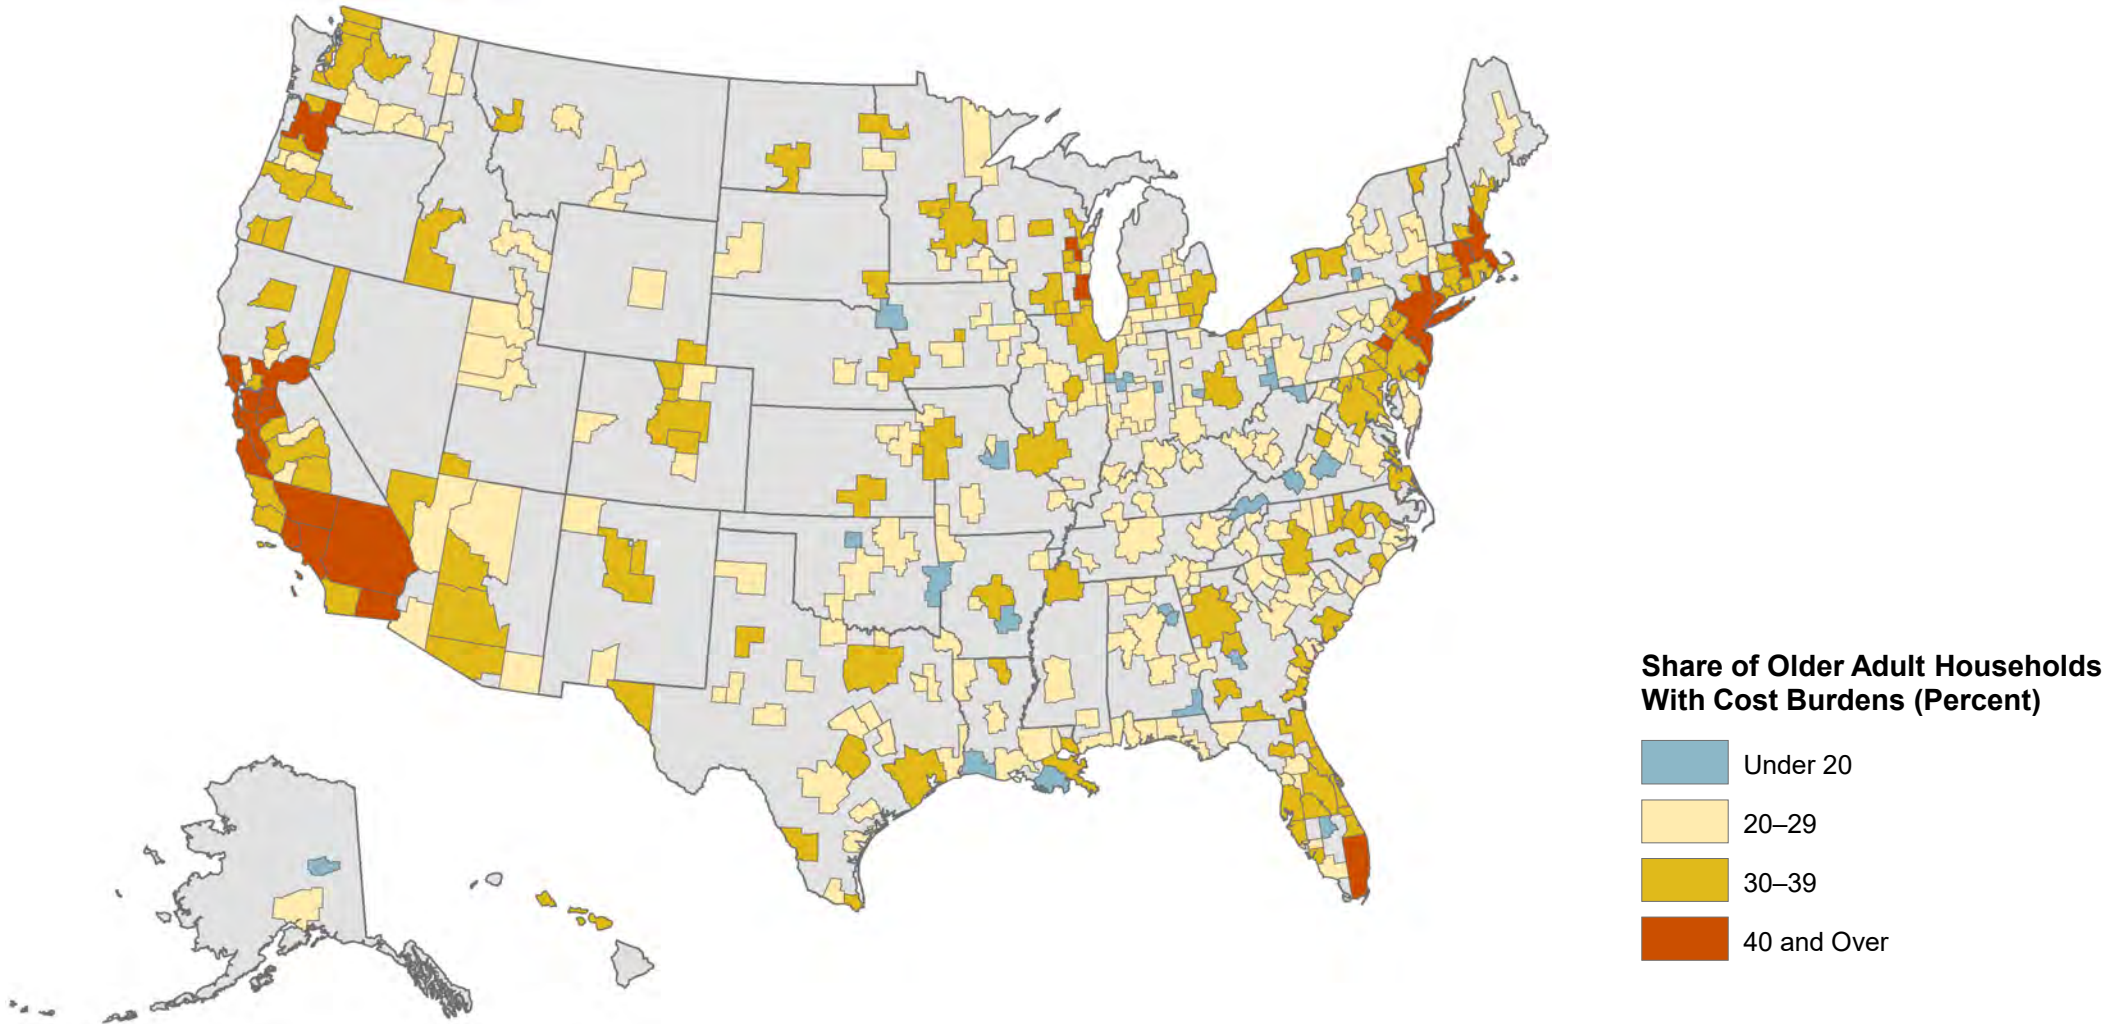 Share of Older Adult Households
With Cost Burdens (Percent)
Under 20
20–29
30–39
40 and Over